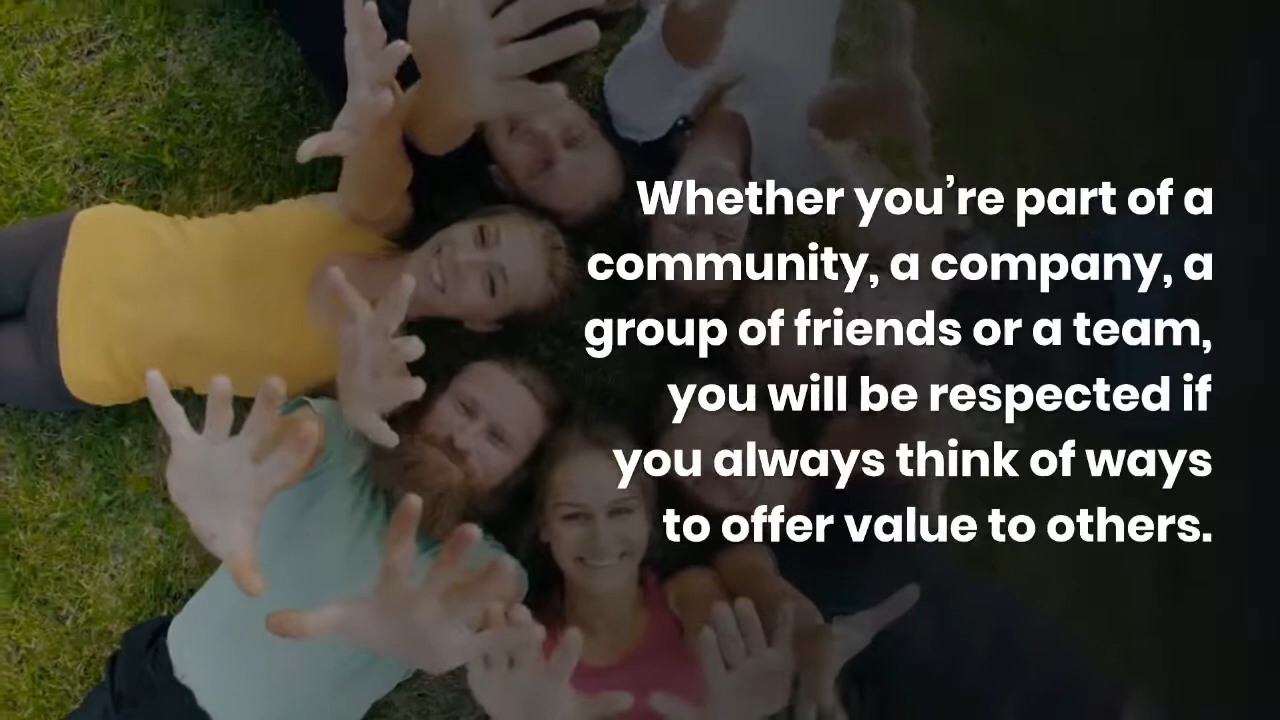 Whether you’re part of a
community, a company, a
group of friends or a team,
you will be respected if
you always think of ways
to offer value to others.